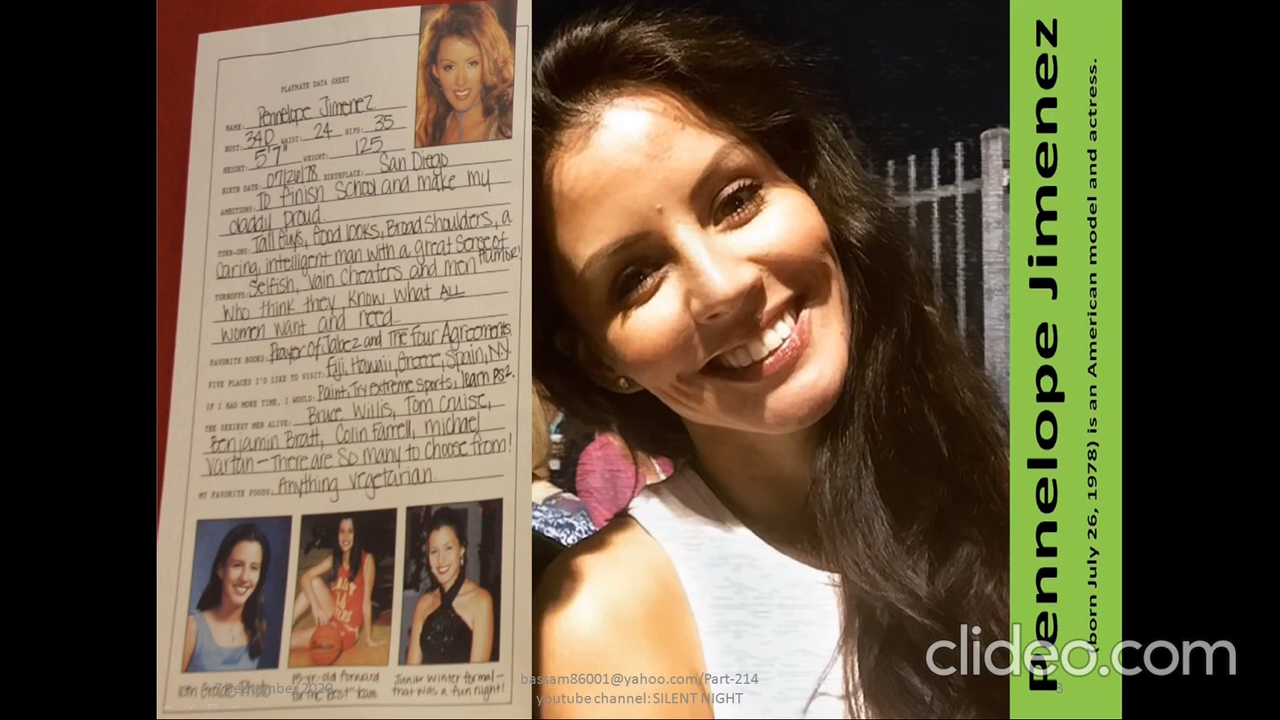 PLAYMATE DATA SHEET
NAME: Pennelope Jimenez
BUST: 34D WAIST: 24 HIPS: 35
HEIGHT: 5'7" WEIGHT: 125
BIRTH DATE: 07/26/78 BIRTHPLACE: San Diego
AMBITIONS: To finish school and make my
daddy proud.
TURN-ONS: Tall guys, Good looks, Broad shoulders, a
caring, intelligent man with a great sense of humor!
TURNOFFS: Selfish, vain cheaters and men
who think they know what ALL
women want and need.
FAVORITE BOOKS: Prayer of Jabez and The Four Agreements
FIVE PLACES I'D LIKE TO VISIT: Fiji, Hawaii, Greece, Spain, NY.
IF I HAD MORE TIME, I WOULD: Paint, Try extreme sports, learn PS2.
THE SEXIEST MEN ALIVE: Bruce Willis, Tom Cruise,
Benjamin Bratt, Colin Farrell, michael
Vartan - There are so many to choose from!
MY FAVORITE FOODS: Anything vegetarian.
10th Grade Photo
15-yr-old forward
for the "best" team
Junior winter formal-
that was a fun night!
2020
bassam86001@yahoo.com/Part-214
youtube channel: SILENT NIGHT
Pennelope Jimenez
(born July 26, 1978) is an American model and actress.
clideo.com